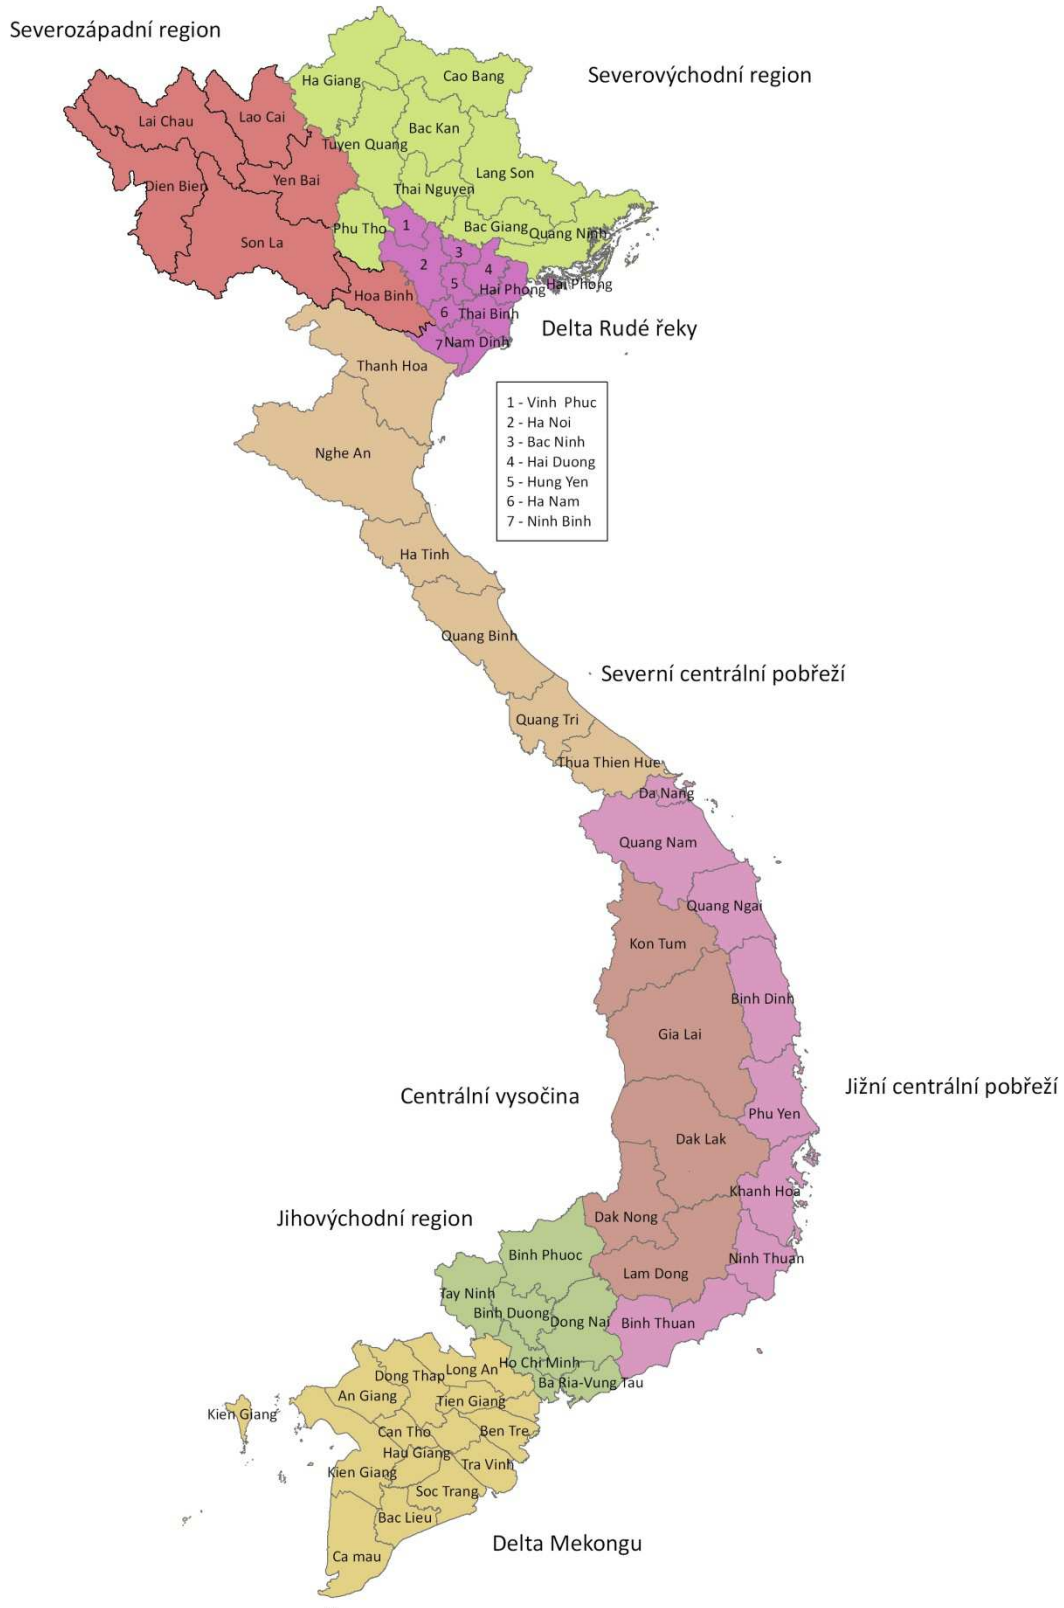 Severozápadní region
Severovýchodní region
Ha Giang
Cao Bang
Lai Chau
Lao Cai
Bac Kan
Tuyen Quang
Lang Son
Dien Bien
Yen Bai
Thai Nguyen
Phu Tho
1
Bac Giang
Quang Ninh
Son La
3
2
4
5
Hai Phong
Hai Phong
Hoa Binh
6
Thai Binh
Delta Rudé řeky
7
Nam Dinh
Thanh Hoa
1 - Vinh Phuc
2 - Ha Noi
3 - Bac Ninh
4 - Hai Duong
5 - Hung Yen
6 - Ha Nam
7 - Ninh Binh
Nghe An
Ha Tinh
Quang Binh
Severní centrální pobřeží
Quang Tri
Thua Thien Hue
Da Nang
Quang Nam
Quang Ngai
Kon Tum
Binh Dinh
Gia Lai
Centrální vysočina
Jižní centrální pobřeží
Phu Yen
Dak Lak
Khanh Hoa
Jihovýchodní region
Dak Nong
Binh Phuoc
Ninh Thuan
Lam Dong
Tay Ninh
Binh Duong
Dong Nai
Binh Thuan
Ho Chi Minh
Long An
Dong Thap
Ba Ria-Vung Tau
An Giang
Tien Giang
Kien Giang
Can Tho
Ben Tre
Hau Giang
Tra Vinh
Kien Giang
Soc Trang
Bac Lieu
Delta Mekongu
Ca mau